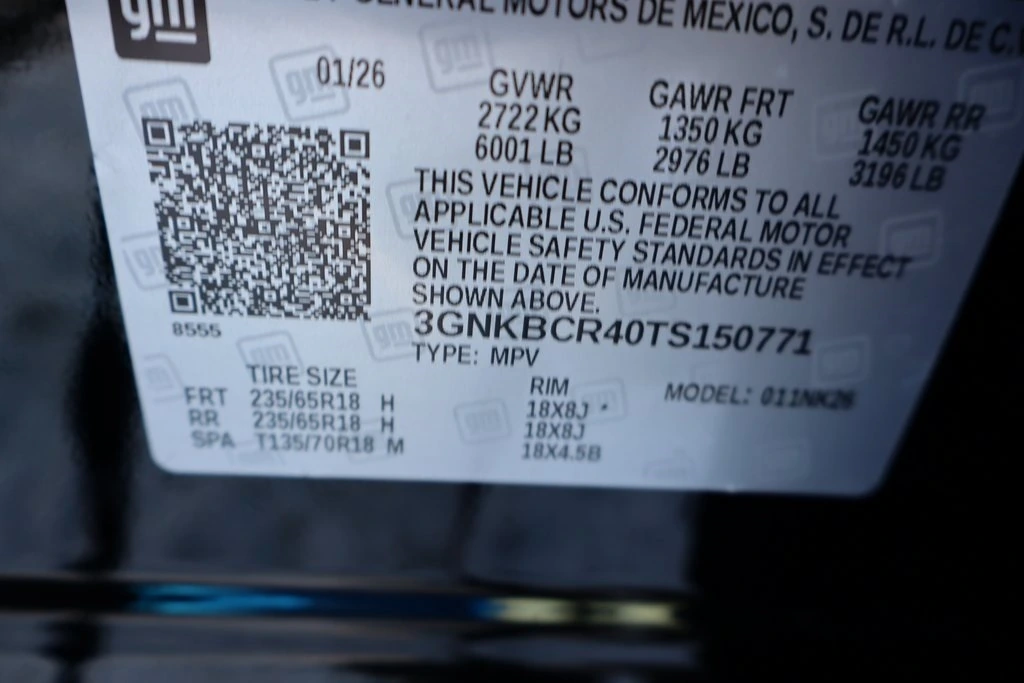 gm
GENERAL MOTORS DE MEXICO, S. DE R.L. DE C.
01/26
GVWR GAWR FRT GAWR RR
2722 KG 1350 KG 1450 KG
6001 LB 2976 LB 3196 LB
THIS VEHICLE CONFORMS TO ALL
APPLICABLE U.S. FEDERAL MOTOR
VEHICLE SAFETY STANDARDS IN EFFECT
ON THE DATE OF MANUFACTURE
SHOWN ABOVE.
8555
3GNKBCR40TS150771
TYPE: MPV
TIRE SIZE RIM MODEL: 011NK26
FRT 235/65R18 H 18X8J *
RR 235/65R18 H 18X8J
SPA T135/70R18 M 18X4.5B